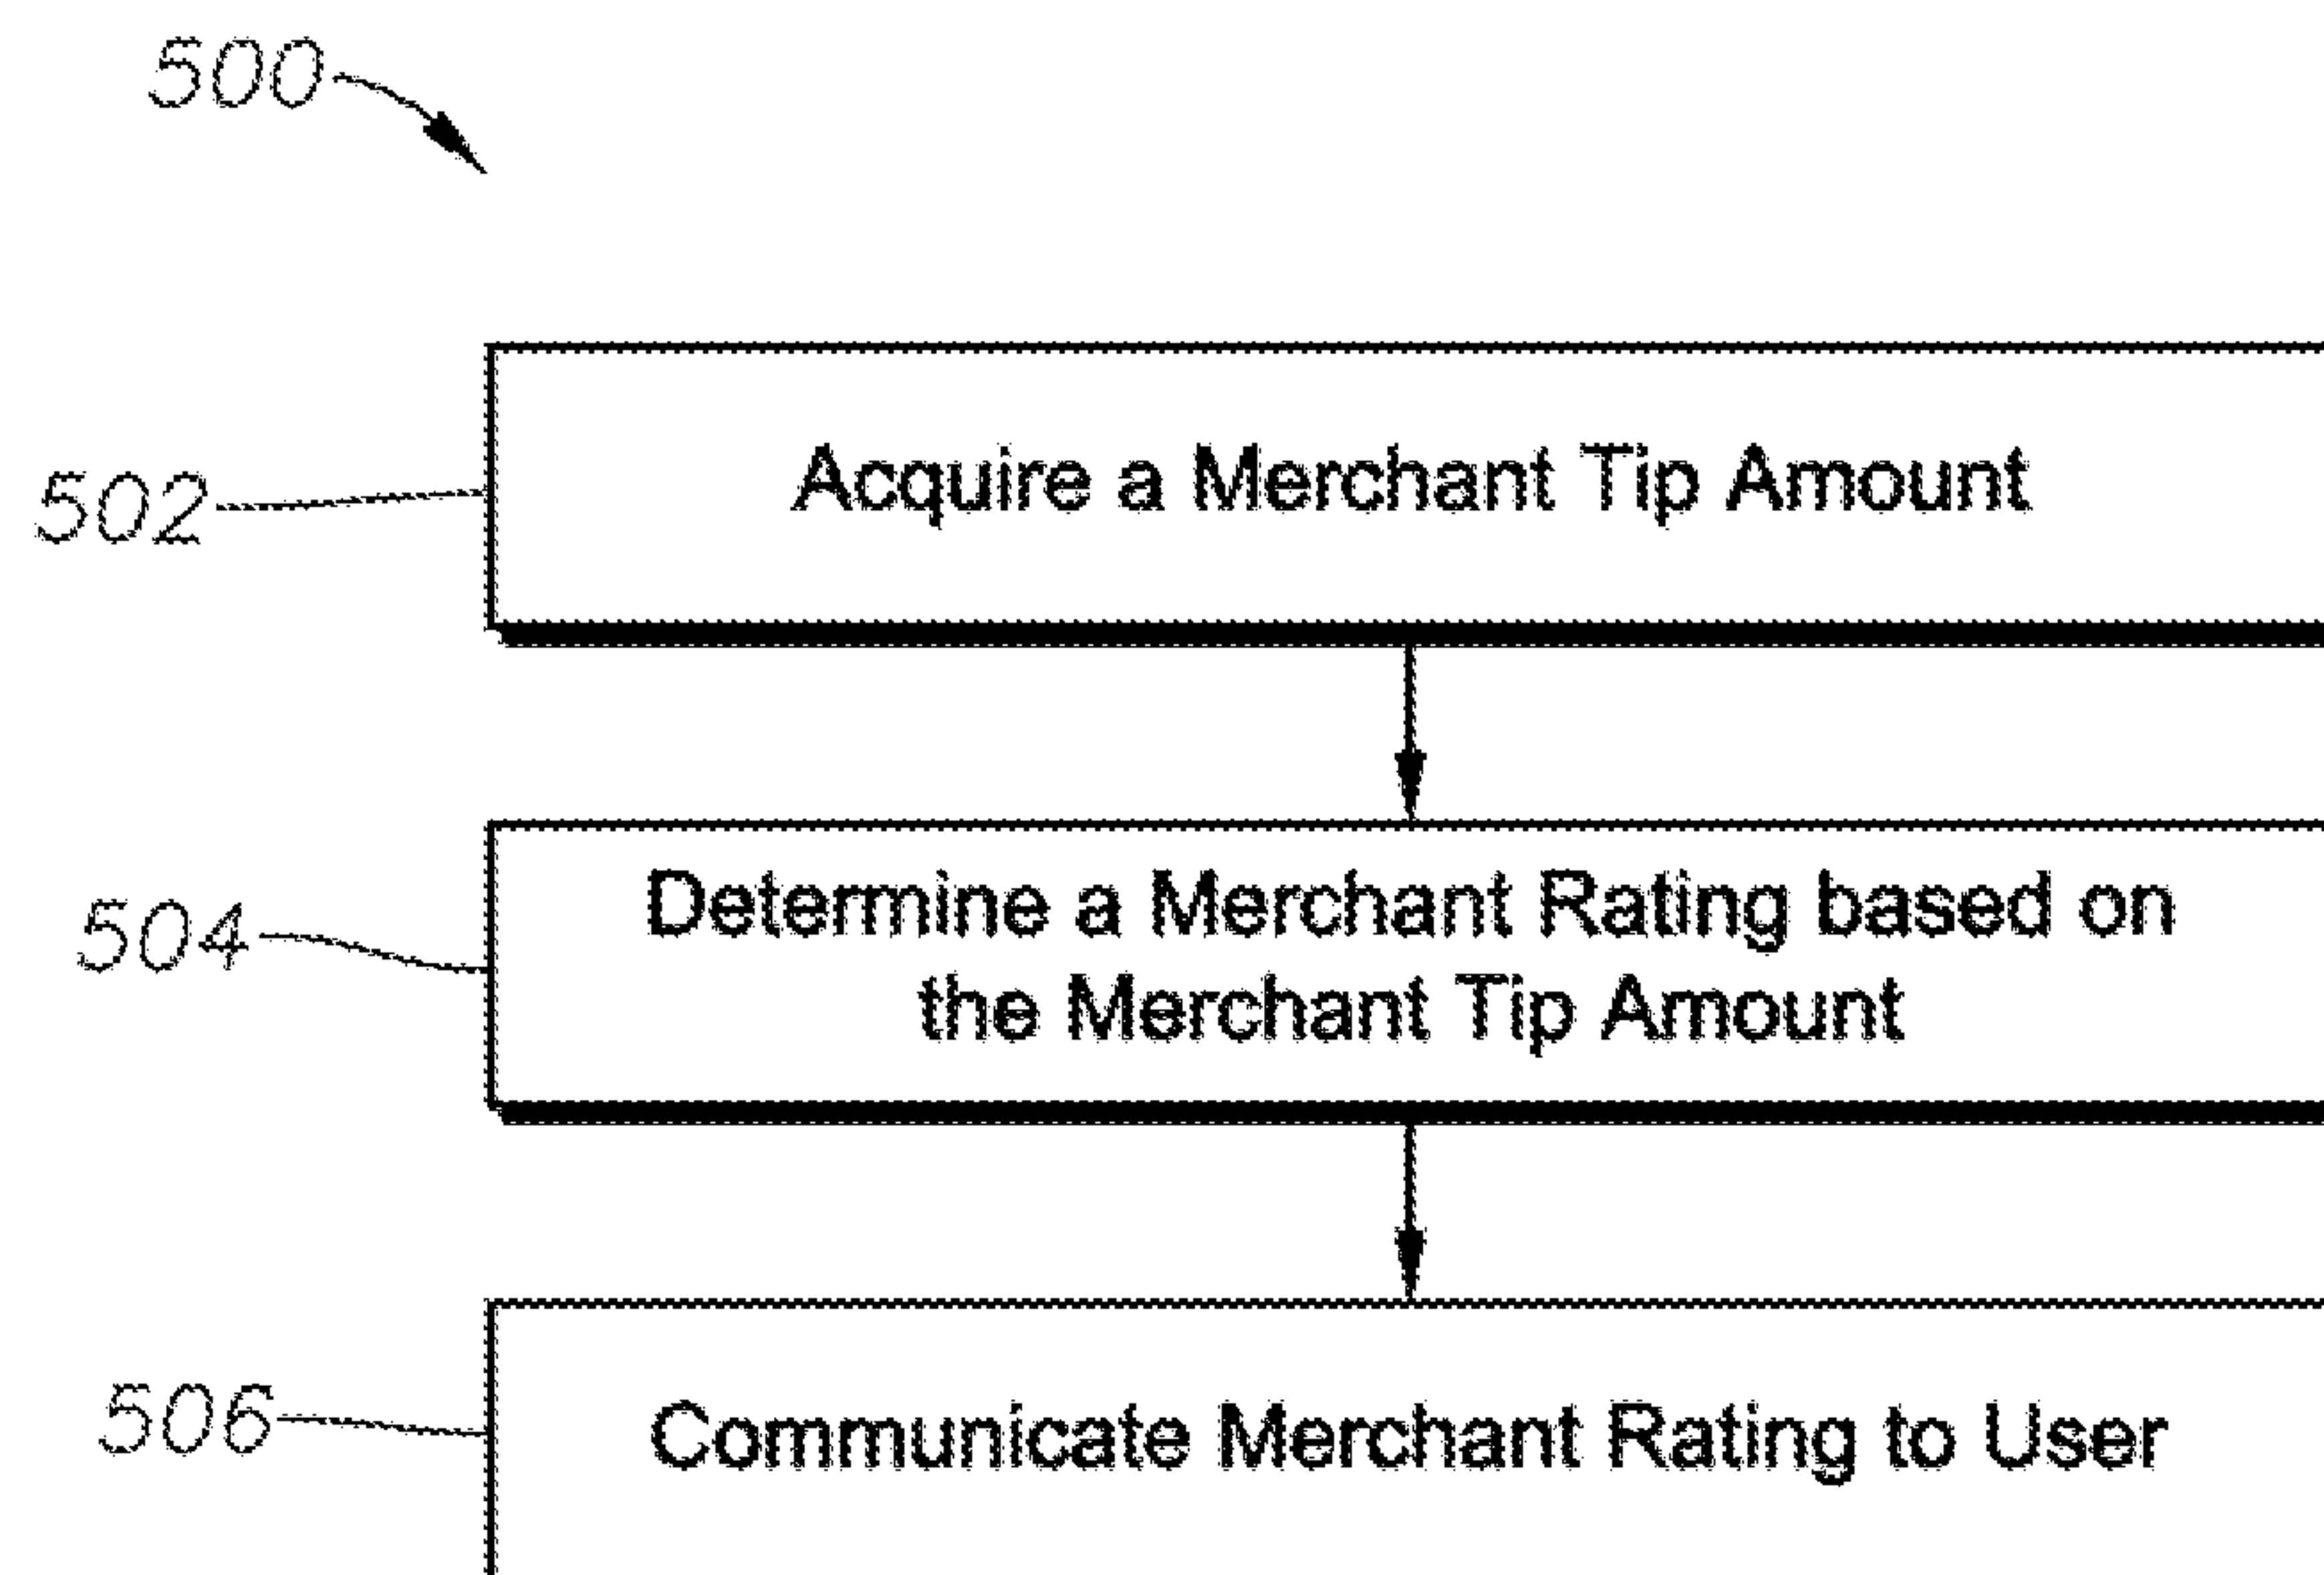 500
502
Acquire a Merchant Tip Amount
504
Determine a Merchant Rating based on
the Merchant Tip Amount
506
Communicate Merchant Rating to User